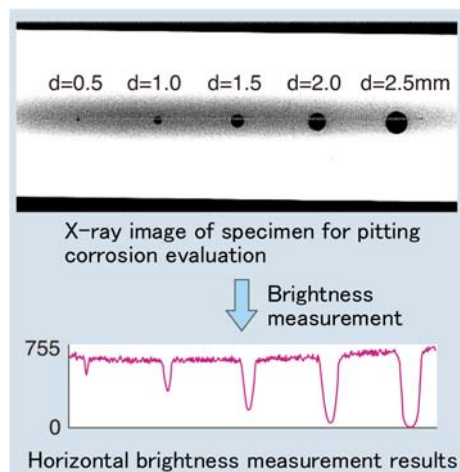 d=0.5 d=1.0 d=1.5 d=2.0 d=2.5mm
X-ray image of specimen for pitting
corrosion evaluation
Brightness
measurement
755
0
Horizontal brightness measurement results